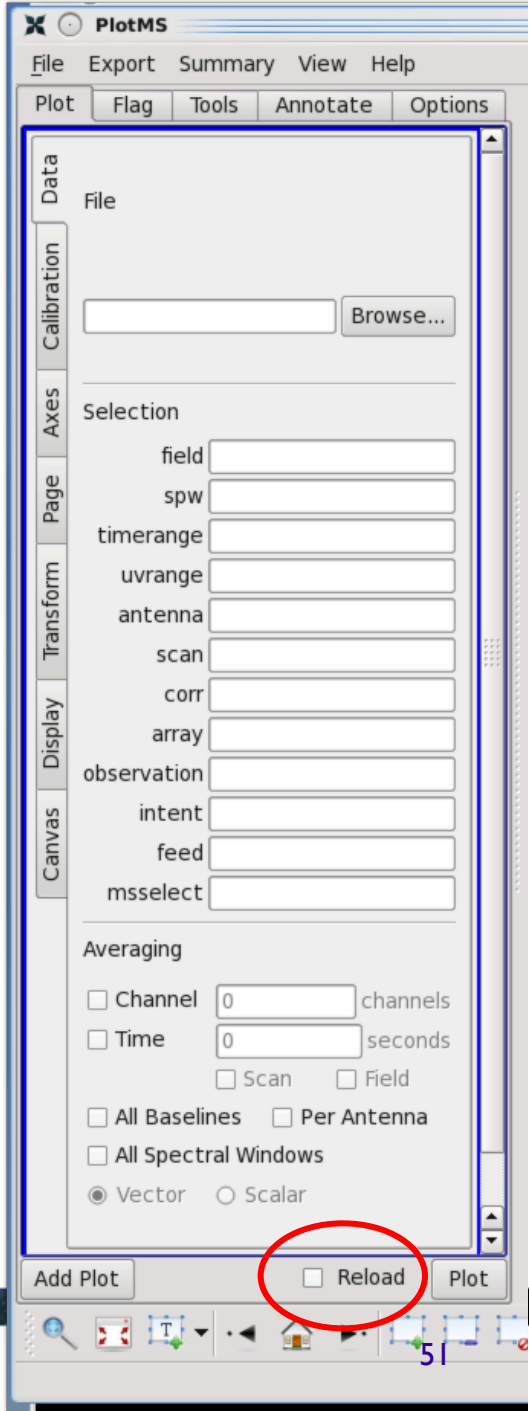 PlotMS
File Export Summary View Help
Plot Flag Tools Annotate Options
Data
Calibration
Axes
Page
Transform
Display
Canvas
File
Browse...
Selection
field
spw
timerange
uvrange
antenna
scan
corr
array
observation
intent
feed
msselect
Averaging
Channel 0 channels
Time 0 seconds
Scan Field
All Baselines Per Antenna
All Spectral Windows
Vector Scalar
Add Plot Reload Plot
T
51